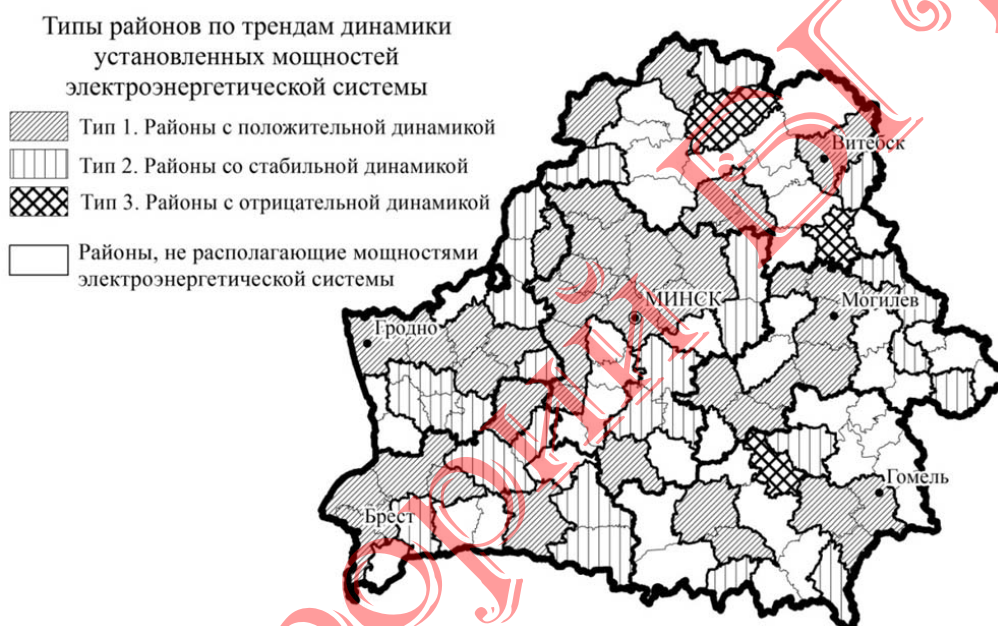 Типы районов по трендам динамики
установленных мощностей
электроэнергетической системы
Тип 1. Районы с положительной динамикой
Тип 2. Районы со стабильной динамикой
Тип 3. Районы с отрицательной динамикой
Районы, не располагающие мощностями
электроэнергетической системы
Витебск
МИНСК
Могилев
Гродно
Гомель
Брест